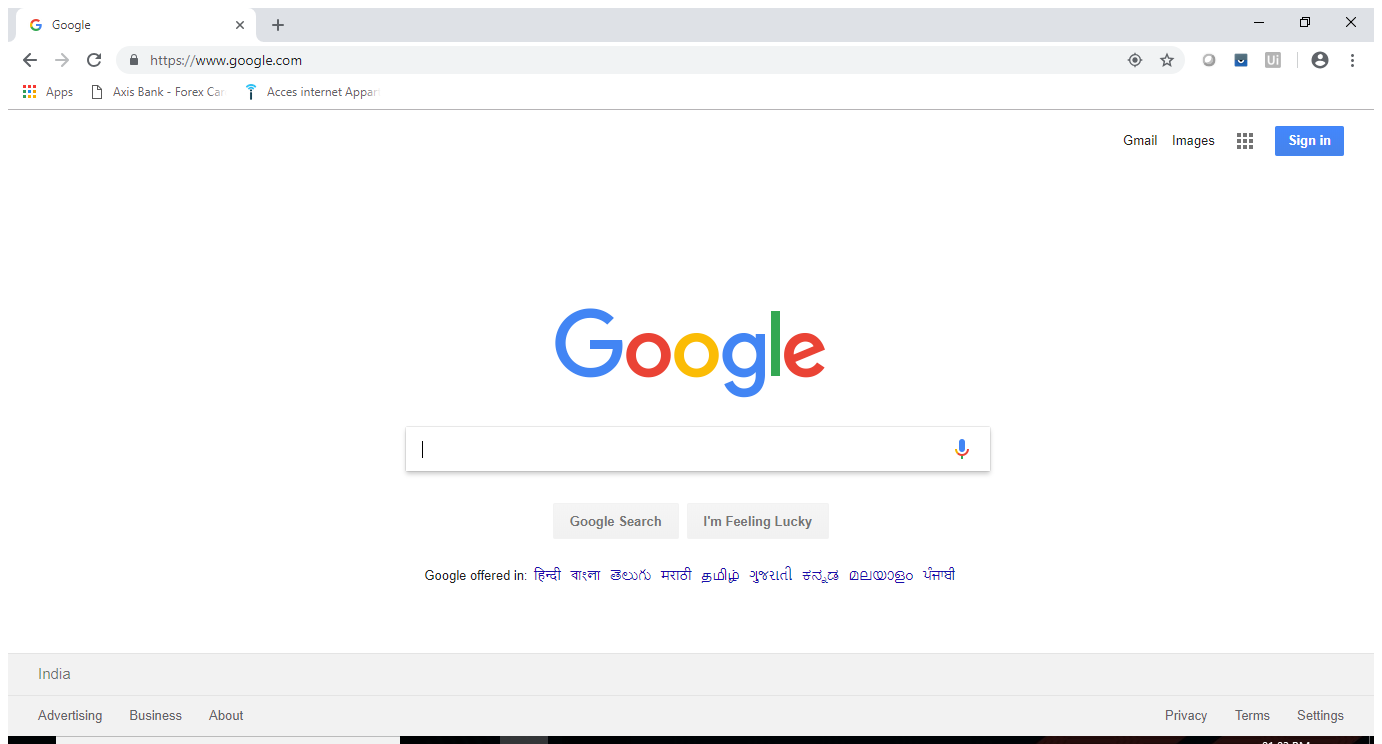 Google
https://www.google.com
Ui
Apps Axis Bank - Forex Car Acces internet Appar
Gmail Images Sign in
Google
Google Search I'm Feeling Lucky
Google offered in: हिन्दी বাংলা తెలుగు मराठी தமிழ் ગુજરાતી ಕನ್ನಡ മലയാളം ਪੰਜਾਬੀ
India
Advertising Business About Privacy Terms Settings